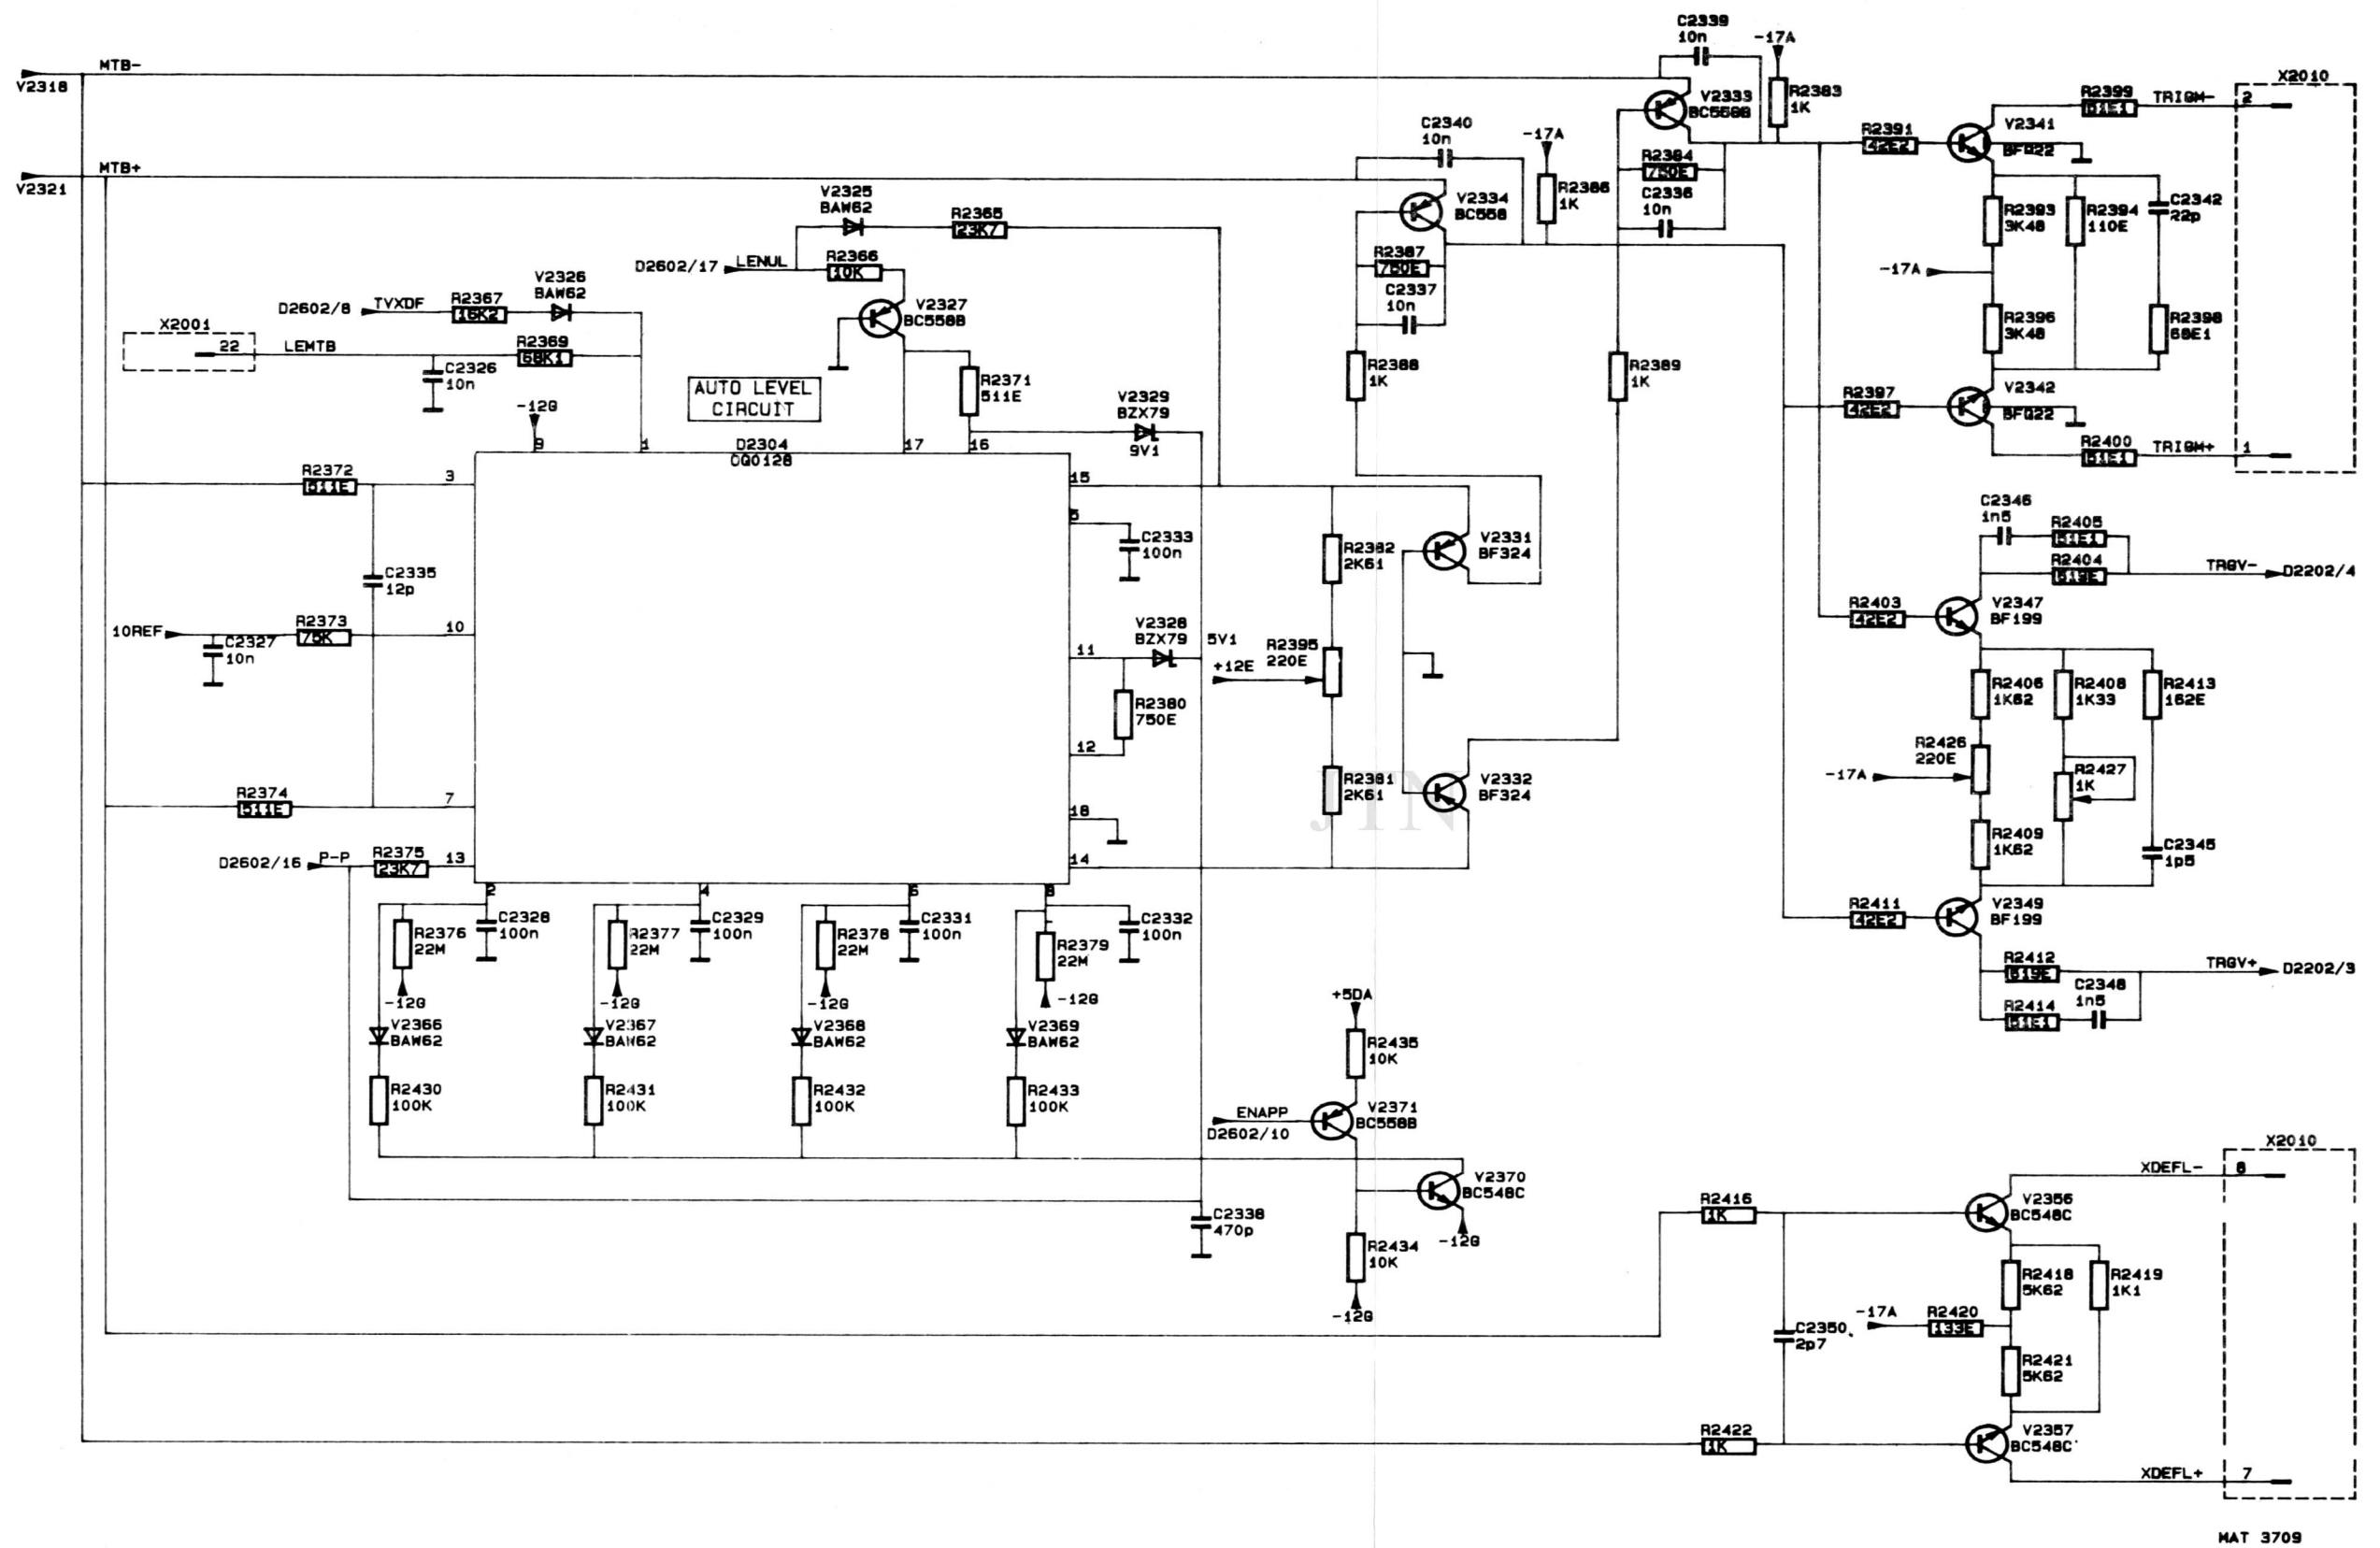 C2339
10n
-17A
MTB-
V2318
X2010
R2383
1K
V2333
BC558B
R2399
51E1
TRIGM-
2
C2340
10n
-17A
R2391
42E2
V2341
BFQ22
MTB+
V2321
R2384
750E
V2325
BAW62
R2386
1K
C2336
10n
V2334
BC558
R2365
23K7
R2393
3K48
R2394
110E
C2342
22p
D2602/17
LENUL
R2366
10K
R2387
750E
-17A
V2326
BAW62
C2337
10n
D2602/8
TVXDF
R2367
16K2
V2327
BC558B
R2396
3K48
R2398
68E1
X2001
22
LEMTB
R2369
68K1
C2326
10n
R2388
1K
R2389
1K
R2371
511E
AUTO LEVEL
CIRCUIT
V2329
BZX79
9V1
-12G
R2397
42E2
V2342
BFQ22
R2400
51E1
TRIGM+
1
9
1
D2304
OQ0128
17
16
R2372
511E
3
15
5
C2333
100n
R2382
2K61
V2331
BF324
C2346
1n5
R2405
51E1
R2404
519E
TRGV-
D2202/4
C2335
12p
R2403
42E2
V2347
BF199
10REF
R2373
75K
10
C2327
10n
11
V2328
BZX79
5V1
+12E
R2395
220E
R2406
1K62
R2408
1K33
R2413
162E
R2380
750E
12
R2426
220E
-17A
R2427
1K
R2374
511E
7
R2381
2K61
V2332
BF324
JTN
18
R2409
1K62
C2345
1p5
D2602/16
P-P
R2375
23K7
13
14
2
4
6
8
R2376
22M
C2328
100n
R2377
22M
C2329
100n
R2378
22M
C2331
100n
R2379
22M
C2332
100n
R2411
42E2
V2349
BF199
-12G
-12G
-12G
-12G
R2412
519E
TRGV+
D2202/3
C2348
1n5
R2414
51E1
+5DA
V2366
BAW62
V2367
BAW62
V2368
BAW62
V2369
BAW62
R2435
10K
R2430
100K
R2431
100K
R2432
100K
R2433
100K
ENAPP
D2602/10
V2371
BC558B
X2010
V2370
BC548C
XDEFL-
6
C2338
470p
R2434
10K
-12G
-12G
R2416
1K
V2356
BC548C
R2418
5K62
R2419
1K1
-17A
R2420
133E
C2350
2p7
R2421
5K62
R2422
1K
V2357
BC548C
XDEFL+
7
MAT 3709